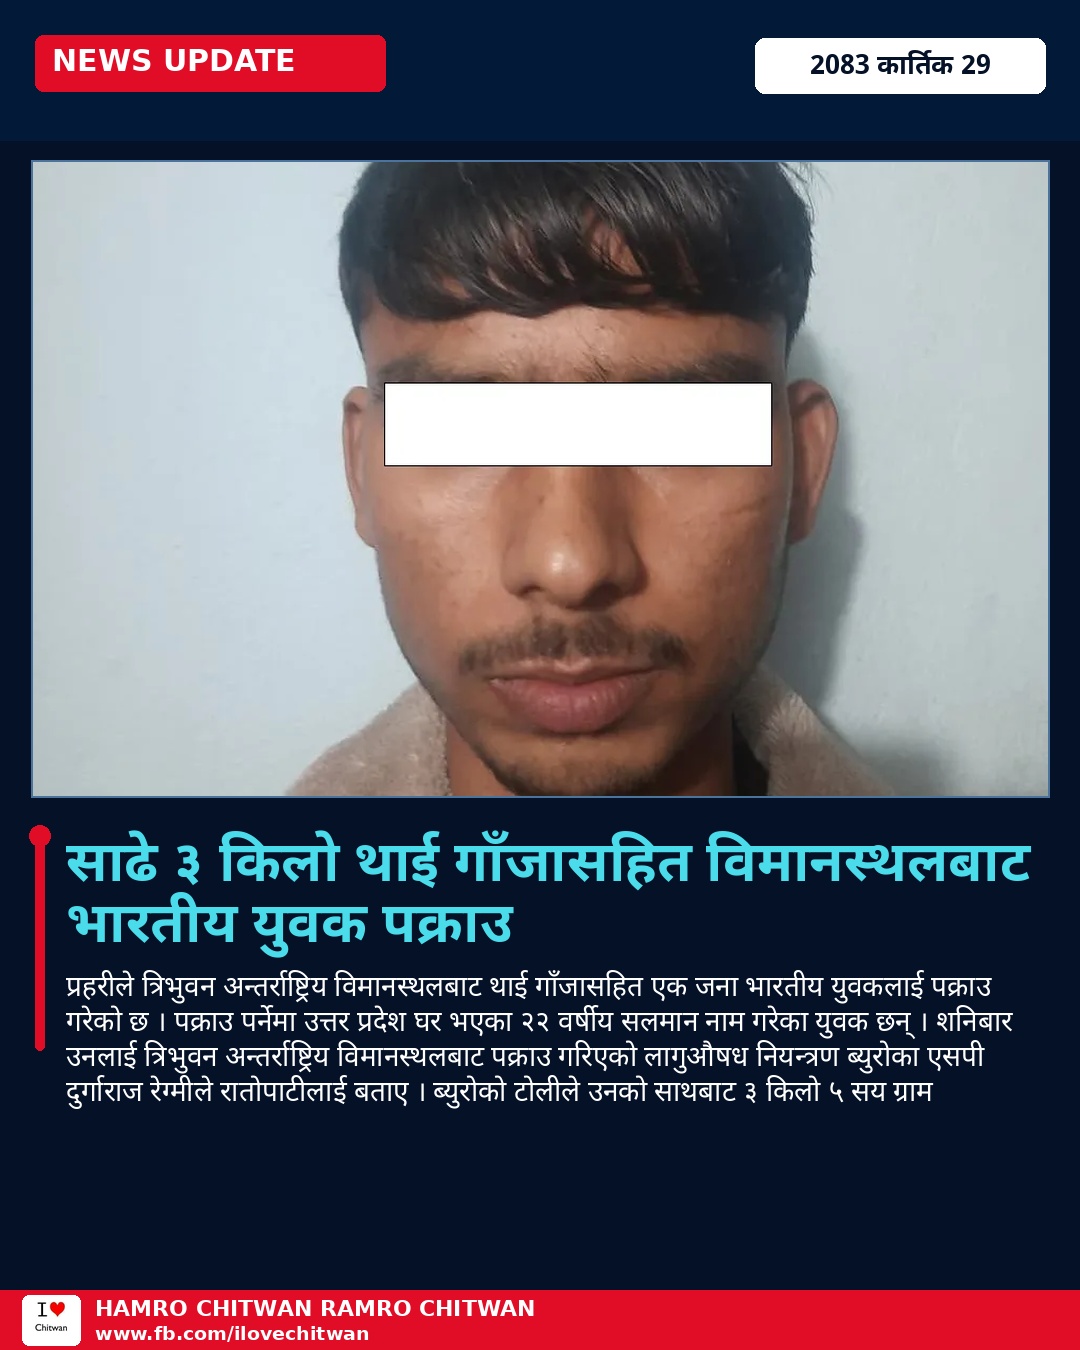 NEWS UPDATE
2083 कार्तिक 29
साढे ३ किलो थाई गाँजासहित विमानस्थलबाट
भारतीय युवक पक्राउ
प्रहरीले त्रिभुवन अन्तर्राष्ट्रिय विमानस्थलबाट थाई गाँजासहित एक जना भारतीय युवकलाई पक्राउ
गरेको छ । पक्राउ पर्नेमा उत्तर प्रदेश घर भएका २२ वर्षीय सलमान नाम गरेका युवक छन् । शनिबार
उनलाई त्रिभुवन अन्तर्राष्ट्रिय विमानस्थलबाट पक्राउ गरिएको लागुऔषध नियन्त्रण ब्युरोका एसपी
दुर्गाराज रेग्मीले रातोपाटीलाई बताए । ब्युरोको टोलीले उनको साथबाट ३ किलो ५ सय ग्राम
I❤
Chitwan
HAMRO CHITWAN RAMRO CHITWAN
www.fb.com/ilovechitwan